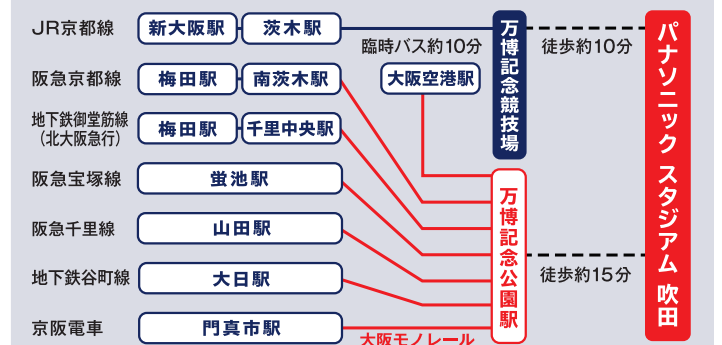 JR京都線
新大阪駅
茨木駅
臨時バス約10分
万博記念競技場
徒歩約10分
パナソニック スタジアム 吹田
阪急京都線
梅田駅
南茨木駅
大阪空港駅
地下鉄御堂筋線
（北大阪急行）
梅田駅
千里中央駅
阪急宝塚線
蛍池駅
万博記念公園駅
阪急千里線
山田駅
徒歩約15分
地下鉄谷町線
大日駅
京阪電車
門真市駅
大阪モノレール